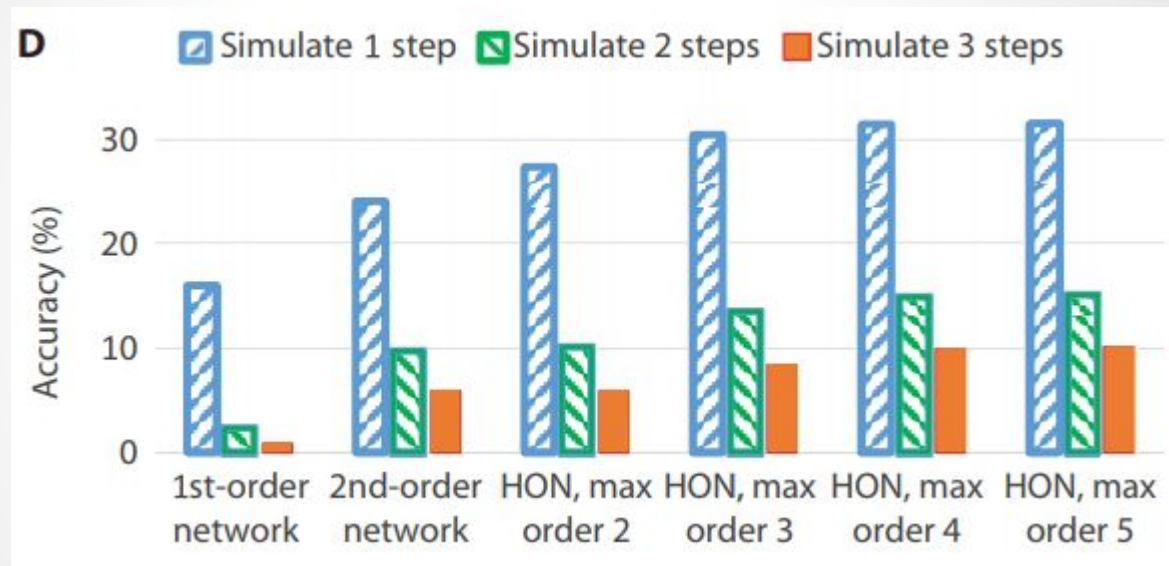 D
Simulate 1 step Simulate 2 steps Simulate 3 steps
30
20
10
0
Accuracy (%)
1st-order 2nd-order HON, max HON, max HON, max HON, max
network network order 2 order 3 order 4 order 5